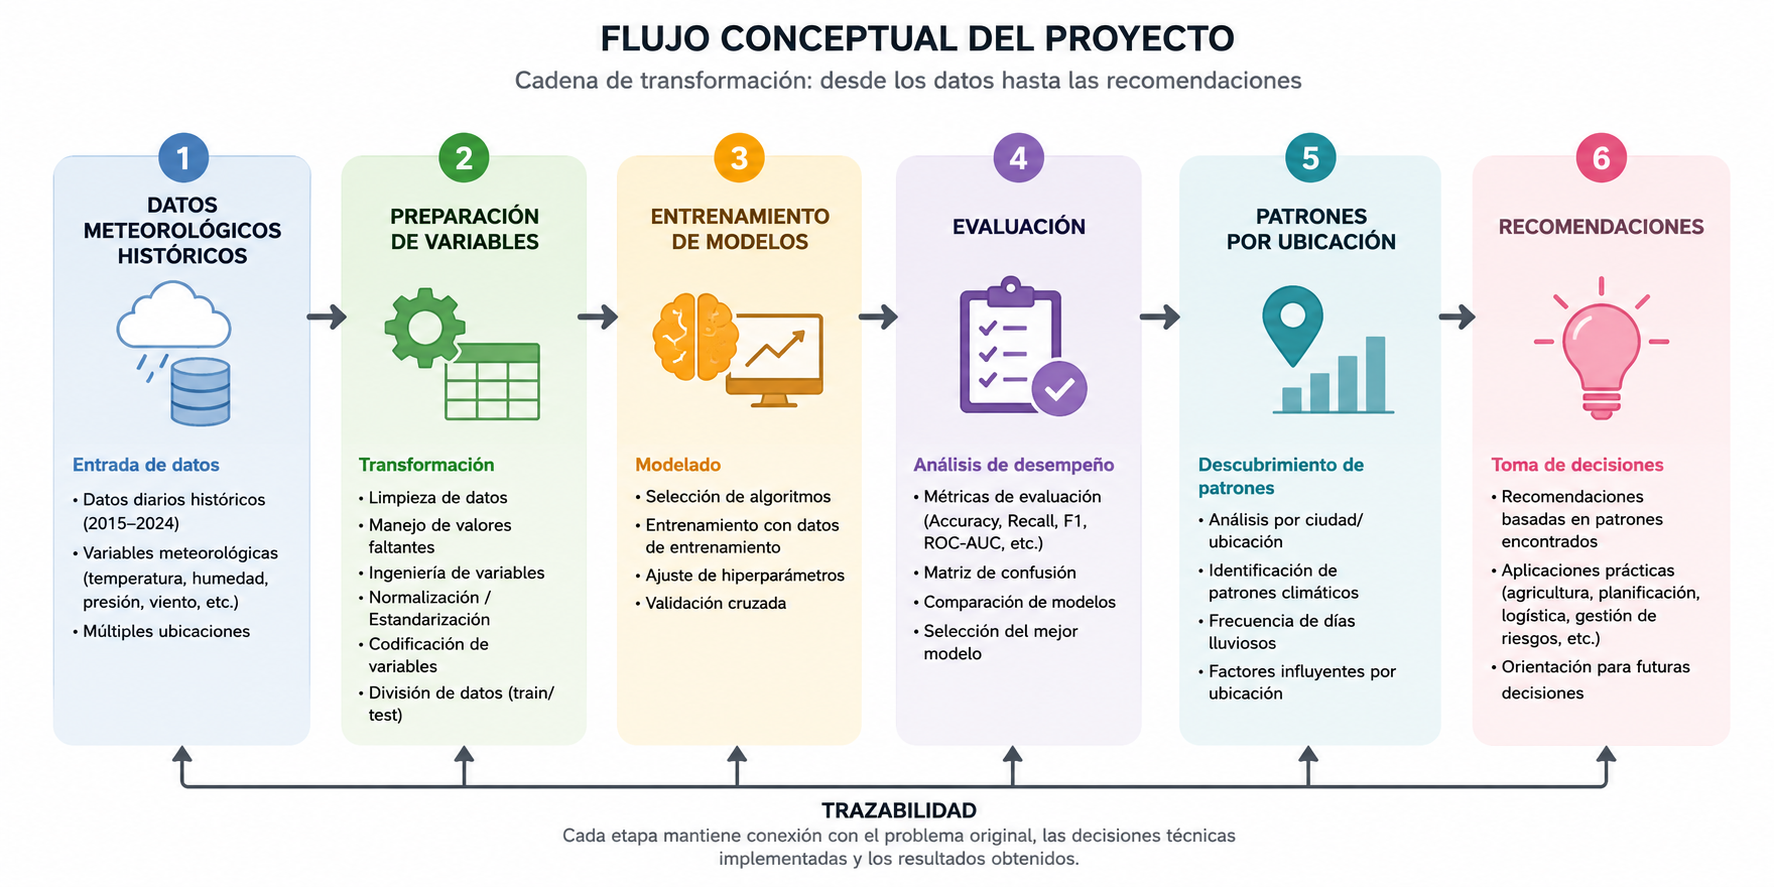 FLUJO CONCEPTUAL DEL PROYECTO
Cadena de transformación: desde los datos hasta las recomendaciones
1
DATOS
METEOROLÓGICOS
HISTÓRICOS
Entrada de datos
• Datos diarios históricos
(2015–2024)
• Variables meteorológicas
(temperatura, humedad,
presión, viento, etc.)
• Múltiples ubicaciones
2
PREPARACIÓN
DE VARIABLES
Transformación
• Limpieza de datos
• Manejo de valores
faltantes
• Ingeniería de variables
• Normalización /
Estandarización
• Codificación de
variables
• División de datos (train/
test)
3
ENTRENAMIENTO
DE MODELOS
Modelado
• Selección de algoritmos
• Entrenamiento con datos
de entrenamiento
• Ajuste de hiperparámetros
• Validación cruzada
4
EVALUACIÓN
Análisis de desempeño
• Métricas de evaluación
(Accuracy, Recall, F1,
ROC-AUC, etc.)
• Matriz de confusión
• Comparación de modelos
• Selección del mejor
modelo
5
PATRONES
POR UBICACIÓN
Descubrimiento de
patrones
• Análisis por ciudad/
ubicación
• Identificación de
patrones climáticos
• Frecuencia de días
lluviosos
• Factores influyentes por
ubicación
6
RECOMENDACIONES
Toma de decisiones
• Recomendaciones
basadas en patrones
encontrados
• Aplicaciones prácticas
(agricultura, planificación,
logística, gestión de
riesgos, etc.)
• Orientación para futuras
decisiones
TRAZABILIDAD
Cada etapa mantiene conexión con el problema original, las decisiones técnicas
implementadas y los resultados obtenidos.